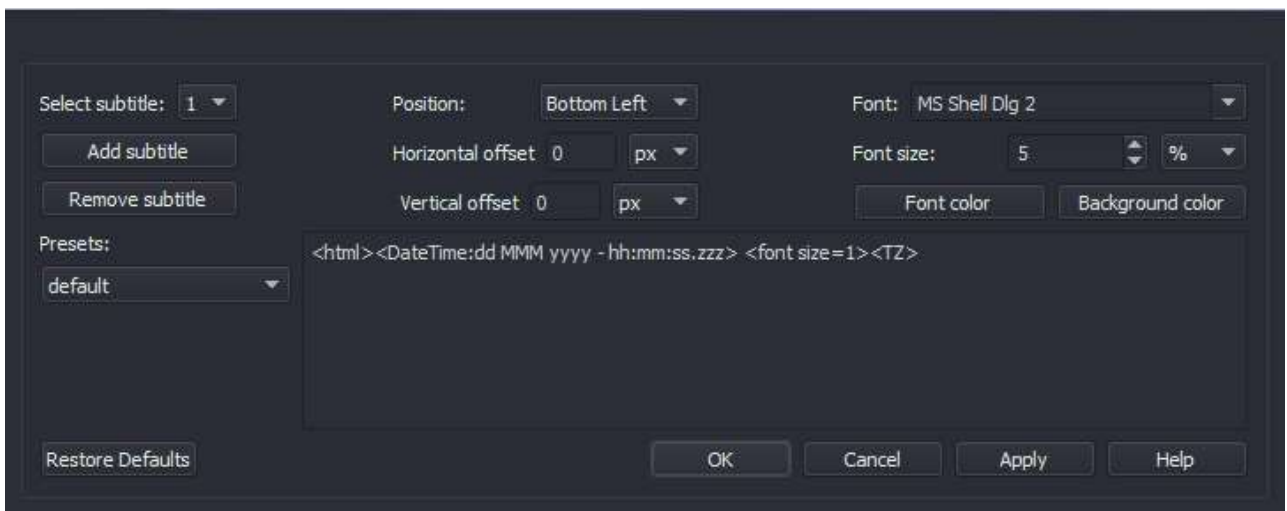 Select subtitle: 1 Position: Bottom Left Font: MS Shell Dlg 2
Add subtitle Horizontal offset 0 px Font size: 5 %
Remove subtitle Vertical offset 0 px Font color Background color
Presets:
<html><DateTime:dd MMM yyyy - hh:mm:ss.zzz> <font size=1><TZ>
default
Restore Defaults OK Cancel Apply Help